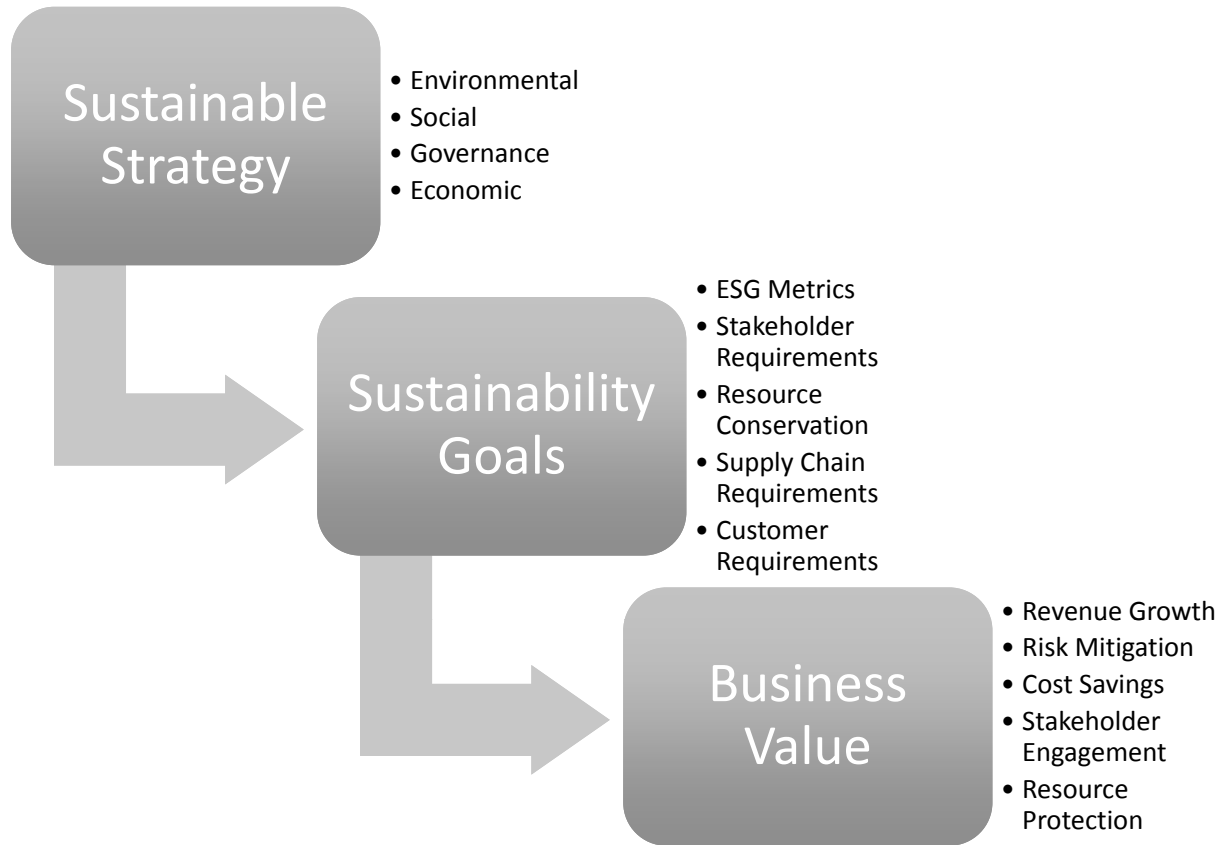 Sustainable
Strategy
• Environmental
• Social
• Governance
• Economic
Sustainability
Goals
• ESG Metrics
• Stakeholder
Requirements
• Resource
Conservation
• Supply Chain
Requirements
• Customer
Requirements
Business
Value
• Revenue Growth
• Risk Mitigation
• Cost Savings
• Stakeholder
Engagement
• Resource
Protection